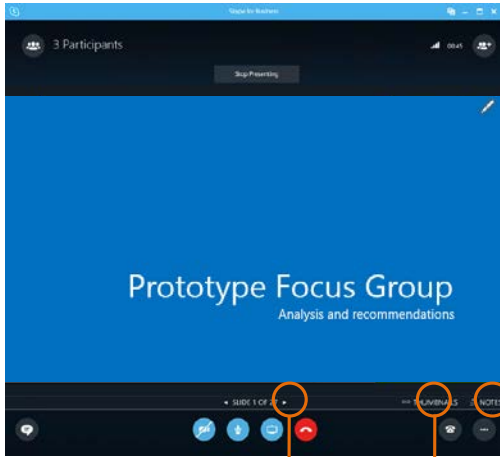 Skype for Business
3 Participants
00:45
Stop Presenting
Prototype Focus Group
Analysis and recommendations
SLIDE 1 OF 27
THUMBNAILS
NOTES